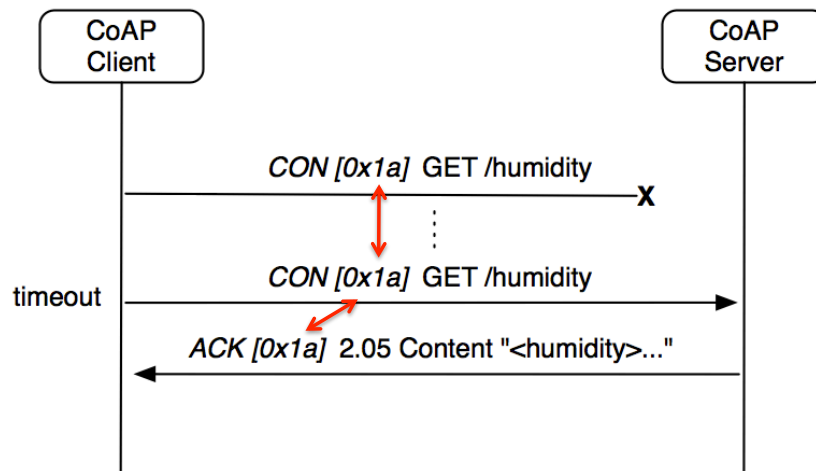 CoAP
Client
CoAP
Server
CON [0x1a] GET /humidity
X
CON [0x1a] GET /humidity
timeout
ACK [0x1a] 2.05 Content "<humidity>..."